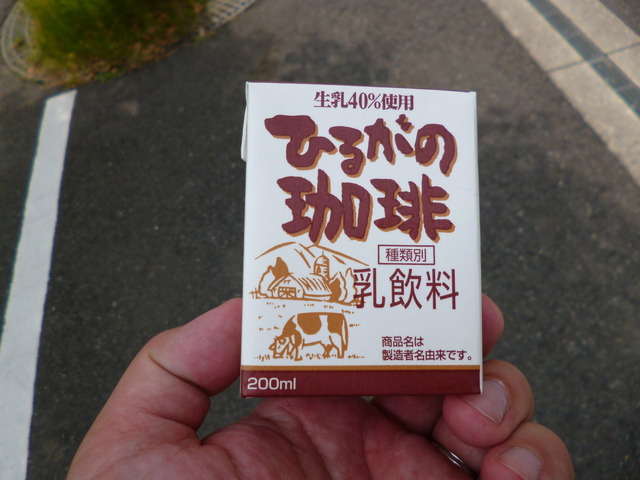 生乳40%使用
ひるがの
珈琲
種類別
乳飲料
商品名は
製造者名由来です。
200ml